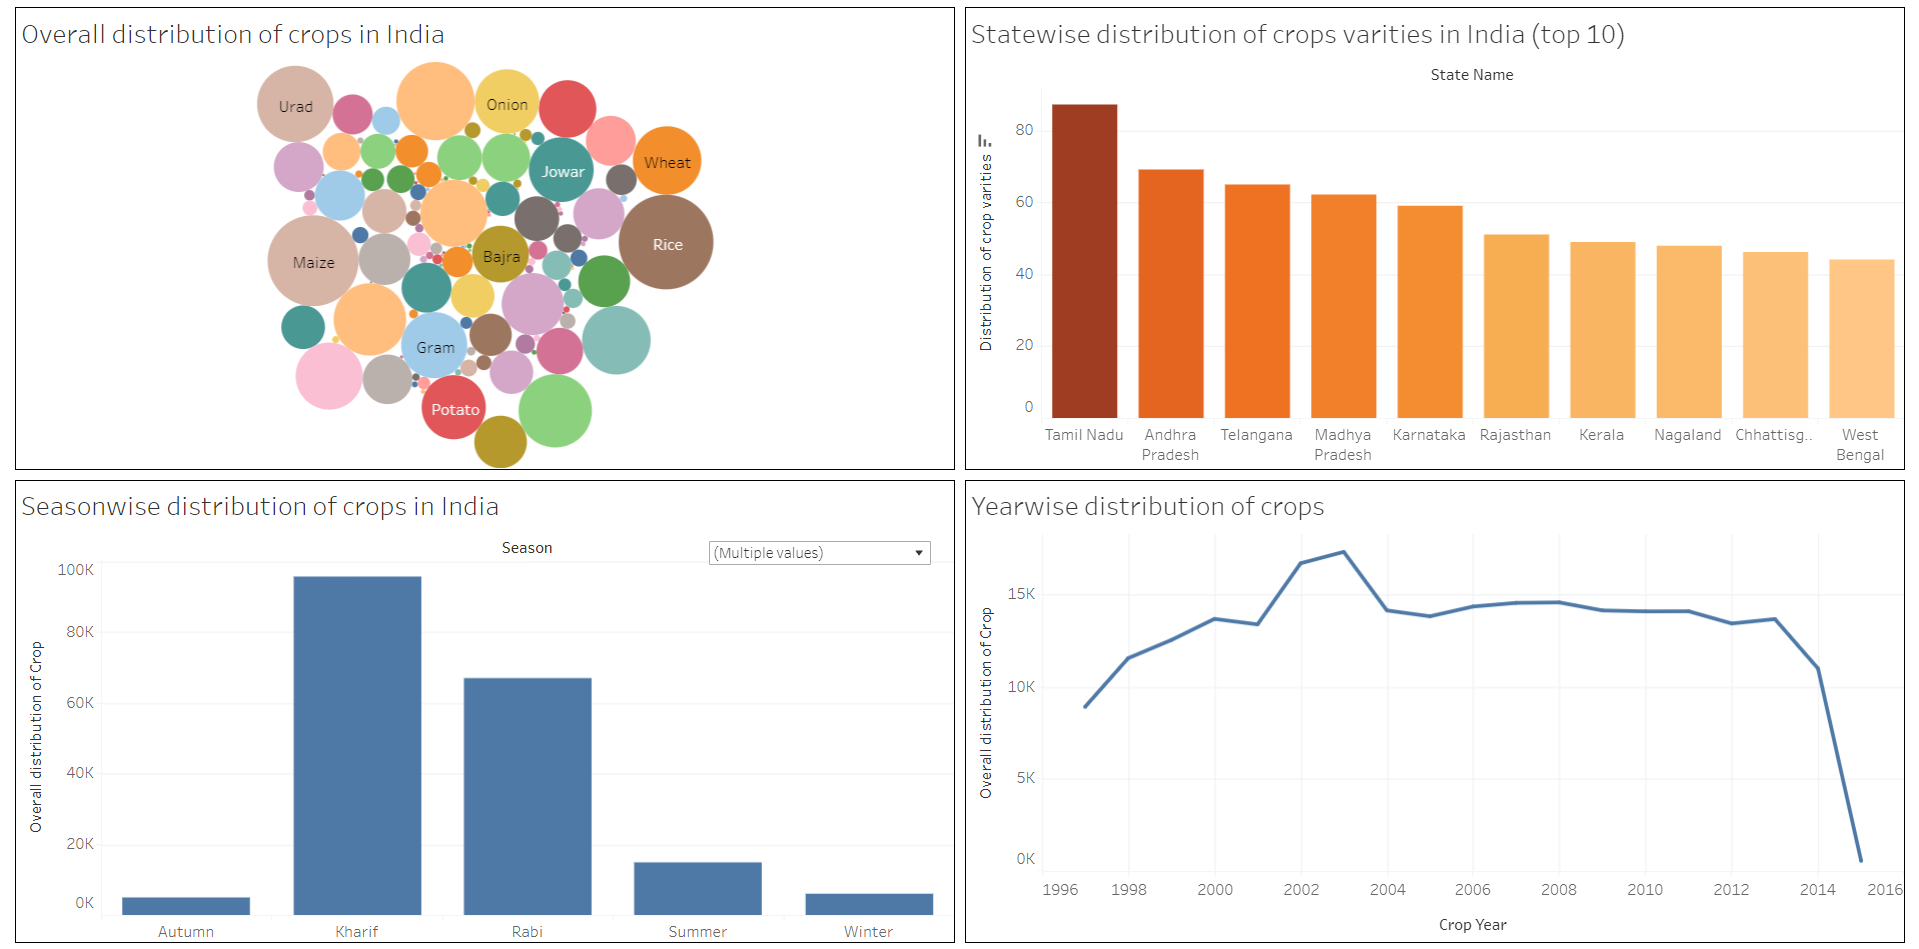 Overall distribution of crops in India
Urad
Onion
Jowar
Wheat
Maize
Bajra
Rice
Gram
Potato
Statewise distribution of crops varities in India (top 10)
State Name
Distribution of crop varities
80
60
40
20
0
Tamil Nadu
Andhra
Pradesh
Telangana
Madhya
Pradesh
Karnataka
Rajasthan
Kerala
Nagaland
Chhattisg..
West
Bengal
Seasonwise distribution of crops in India
Season
(Multiple values)
Overall distribution of Crop
100K
80K
60K
40K
20K
0K
Autumn
Kharif
Rabi
Summer
Winter
Yearwise distribution of crops
Overall distribution of Crop
15K
10K
5K
0K
1996
1998
2000
2002
2004
2006
2008
2010
2012
2014
2016
Crop Year